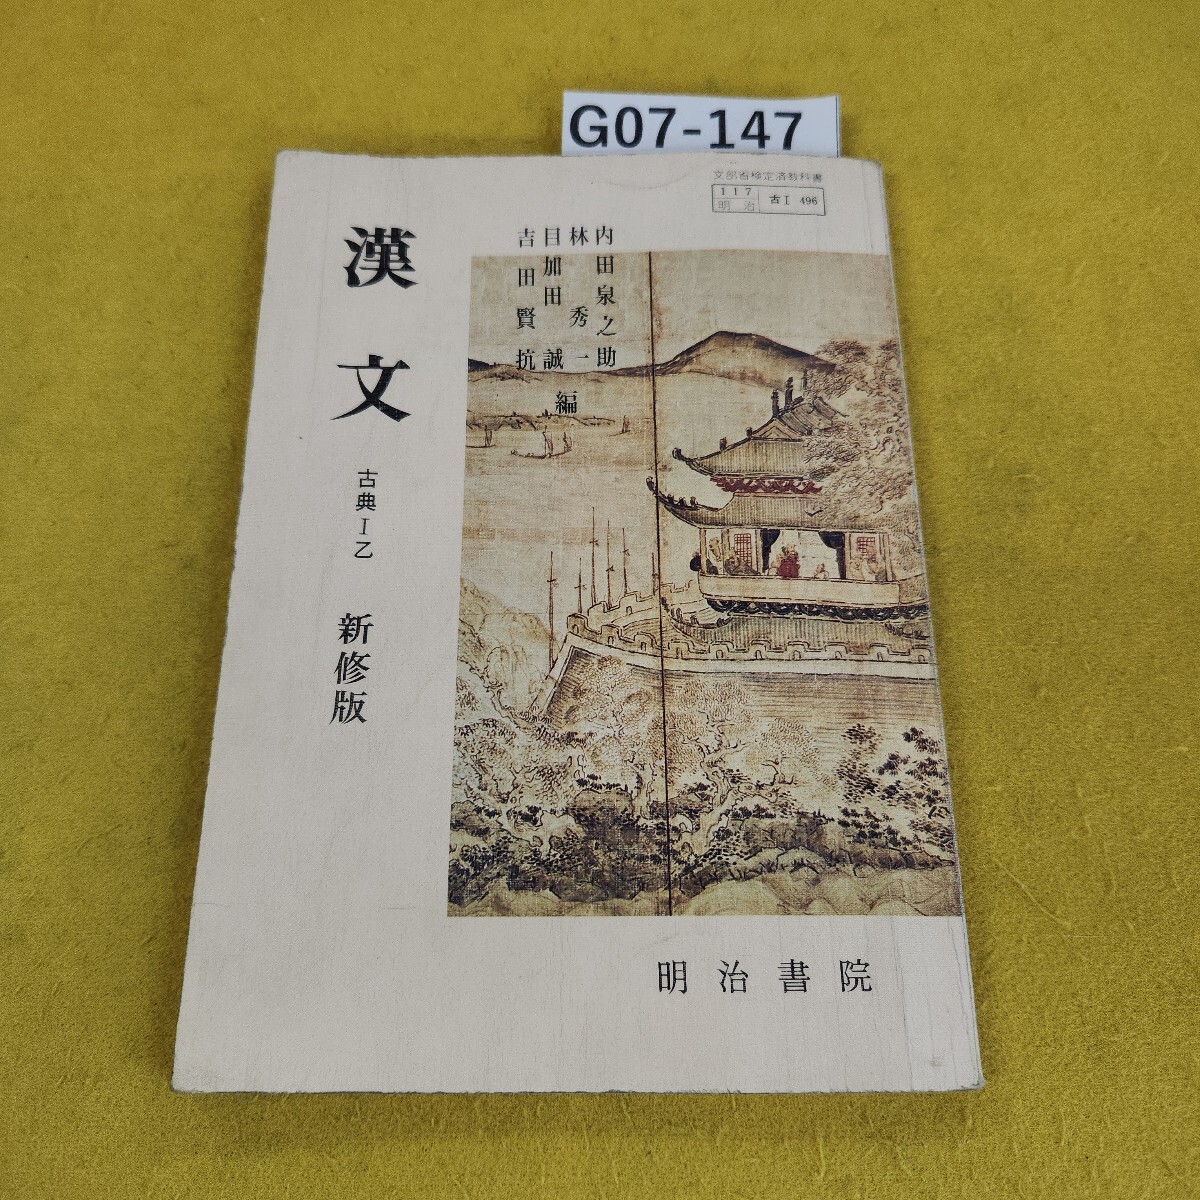 G07-147
文部省検定済教科書
117
明治
古I 496
漢文
古典I乙
新修版
内田泉之助
林秀一
目加田誠
吉田賢抗
編
明治書院